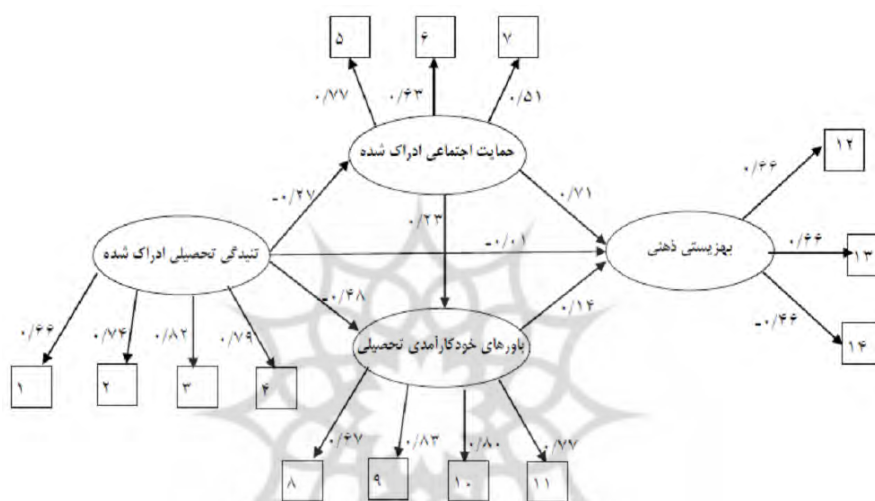 ۵ ۶ ۷
۰/۷۷ ۰/۶۳ ۰/۵۱
حمایت اجتماعی ادراک شده
۱۲
۰/۶۶
-۰/۲۷
۰/۷۱
۰/۲۳
تنیدگی تحصیلی ادراک شده
-۰/۰۱
بهزیستی ذهنی
۰/۶۶
۱۳
-۰/۴۸
۰/۱۴
-۰/۴۶
۱۴
۰/۶۶ ۰/۷۴ ۰/۸۲ ۰/۷۹
باورهای خودکارآمدی تحصیلی
۱ ۲ ۳ ۴
۰/۶۷ ۰/۸۳ ۰/۸۰ ۰/۷۷
۸ ۹ ۱۰ ۱۱